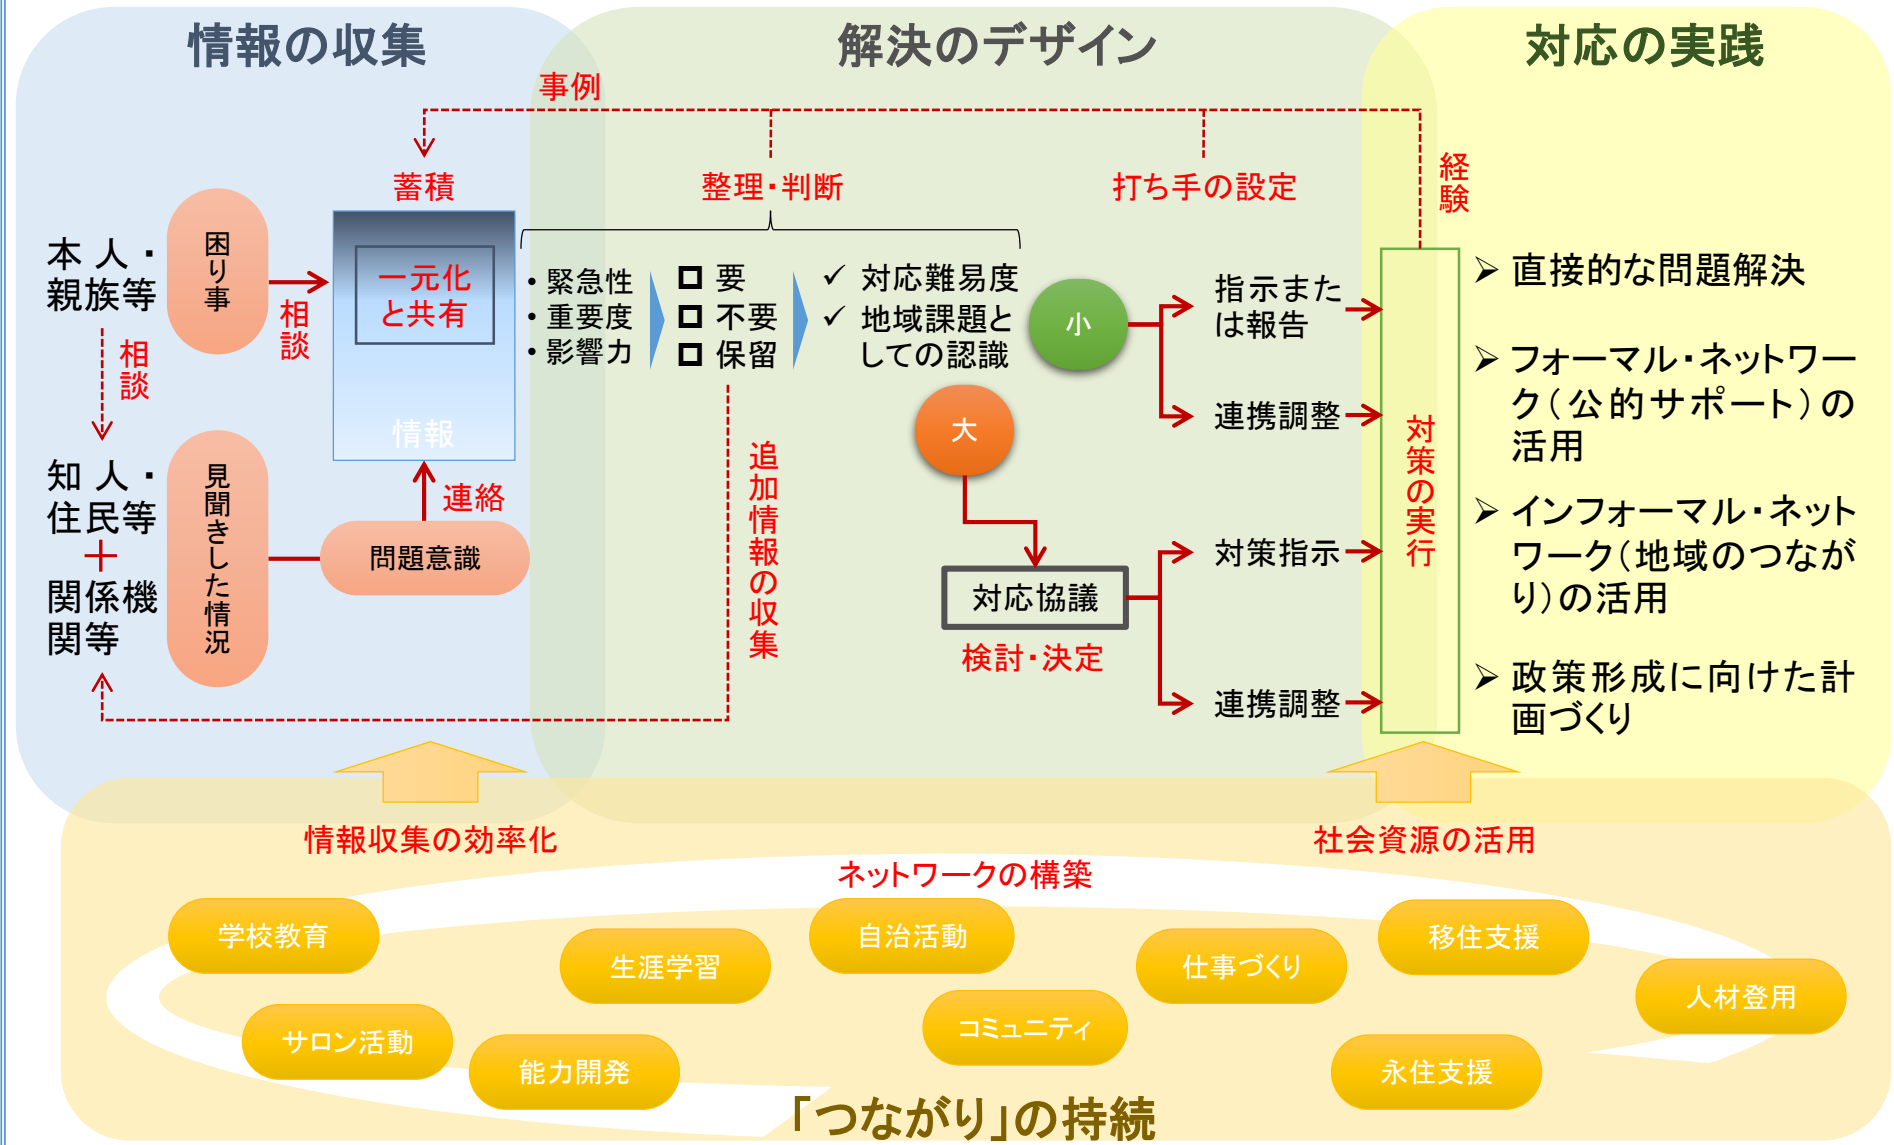 情報の収集
解決のデザイン
対応の実践
事例
蓄積
整理・判断
打ち手の設定
経験
本人・
親族等
困り事
相談
一元化
と共有
情報
・緊急性
・重要度
・影響力
要
不要
保留
✓ 対応難易度
✓ 地域課題と
しての認識
小
大
指示また
は報告
連携調整
相談
知人・
住民等
+
関係機
関等
見聞きした情況
問題意識
連絡
追加情報の収集
対応協議
検討・決定
対策指示
連携調整
対策の実行
➢ 直接的な問題解決
➢ フォーマル・ネットワー
ク(公的サポート)の
活用
➢ インフォーマル・ネット
ワーク(地域のつなが
り)の活用
➢ 政策形成に向けた計
画づくり
情報収集の効率化
社会資源の活用
ネットワークの構築
学校教育
生涯学習
自治活動
仕事づくり
移住支援
人材登用
サロン活動
能力開発
コミュニティ
永住支援
「つながり」の持続